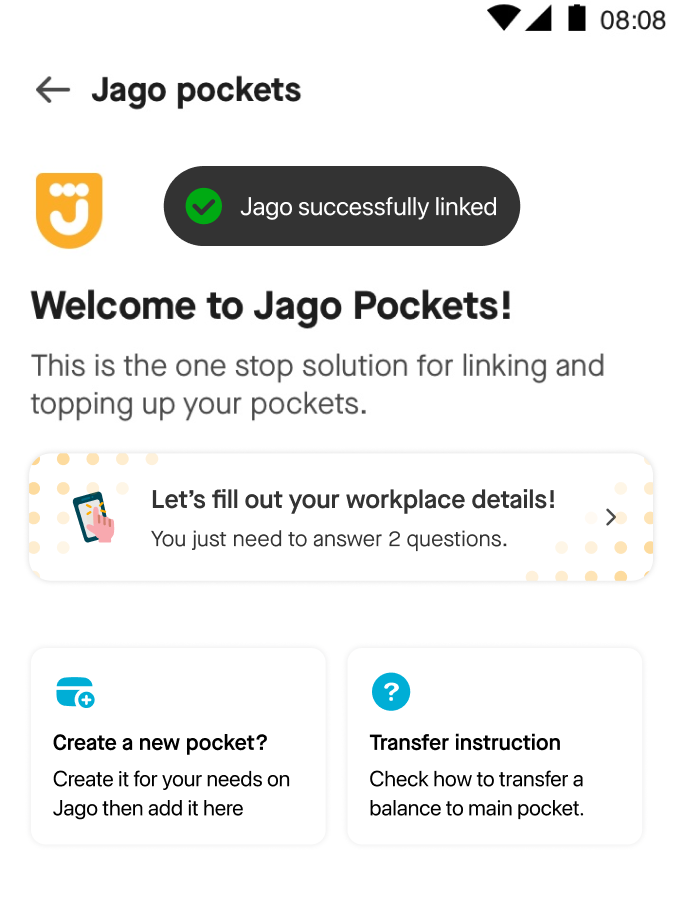 08:08
Jago pockets
Jago successfully linked
Welcome to Jago Pockets!
This is the one stop solution for linking and
topping up your pockets.
Let’s fill out your workplace details!
You just need to answer 2 questions.
Create a new pocket?
Create it for your needs on
Jago then add it here
?
Transfer instruction
Check how to transfer a
balance to main pocket.